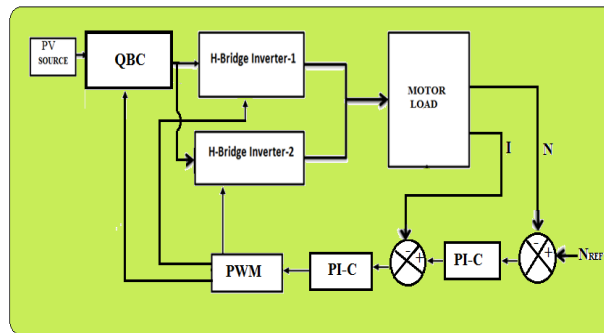 PV
SOURCE
QBC
H-Bridge Inverter-1
H-Bridge Inverter-2
MOTOR
LOAD
I
N
- +
- +
NREF
PI-C
PI-C
PWM